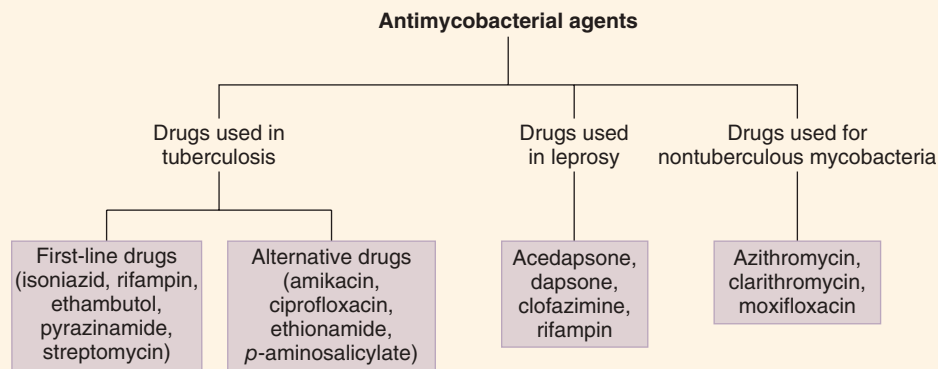 Antimycobacterial agents
Drugs used in
tuberculosis
Drugs used
in leprosy
Drugs used for
nontuberculous mycobacteria
First-line drugs
(isoniazid, rifampin,
ethambutol,
pyrazinamide,
streptomycin)
Alternative drugs
(amikacin,
ciprofloxacin,
ethionamide,
p-aminosalicylate)
Acedapsone,
dapsone,
clofazimine,
rifampin
Azithromycin,
clarithromycin,
moxifloxacin